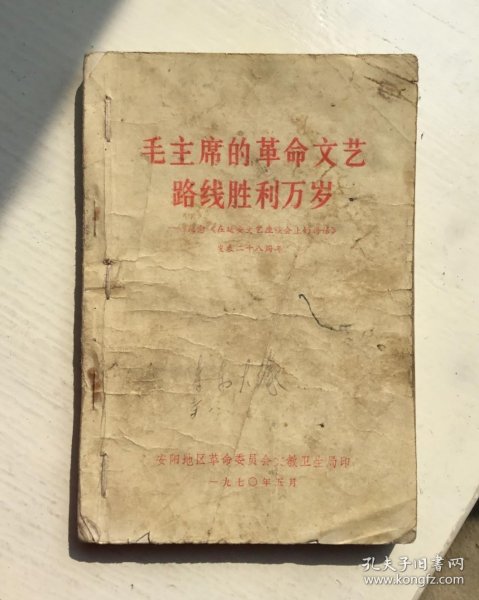 毛主席的革命文艺
路线胜利万岁
《在延安文艺座谈会上的讲话》
发表二十八周年
安阳地区革命委员会文教卫生局印
一九七〇年五月
孔夫子旧书网
www.kongfz.com